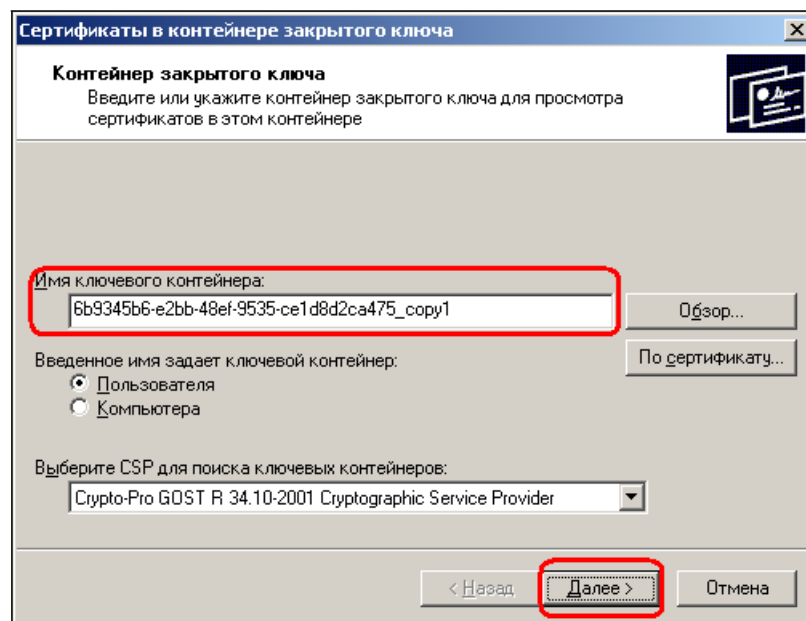 Сертификаты в контейнере закрытого ключа
Контейнер закрытого ключа
Введите или укажите контейнер закрытого ключа для просмотра
сертификатов в этом контейнере
Имя ключевого контейнера:
6b9345b6-e2bb-48ef-9535-ce1d8d2ca475_copy1
Обзор...
По сертификату...
Введенное имя задает ключевой контейнер:
Пользователя
Компьютера
Выберите CSP для поиска ключевых контейнеров:
Crypto-Pro GOST R 34.10-2001 Cryptographic Service Provider
< Назад
Далее >
Отмена